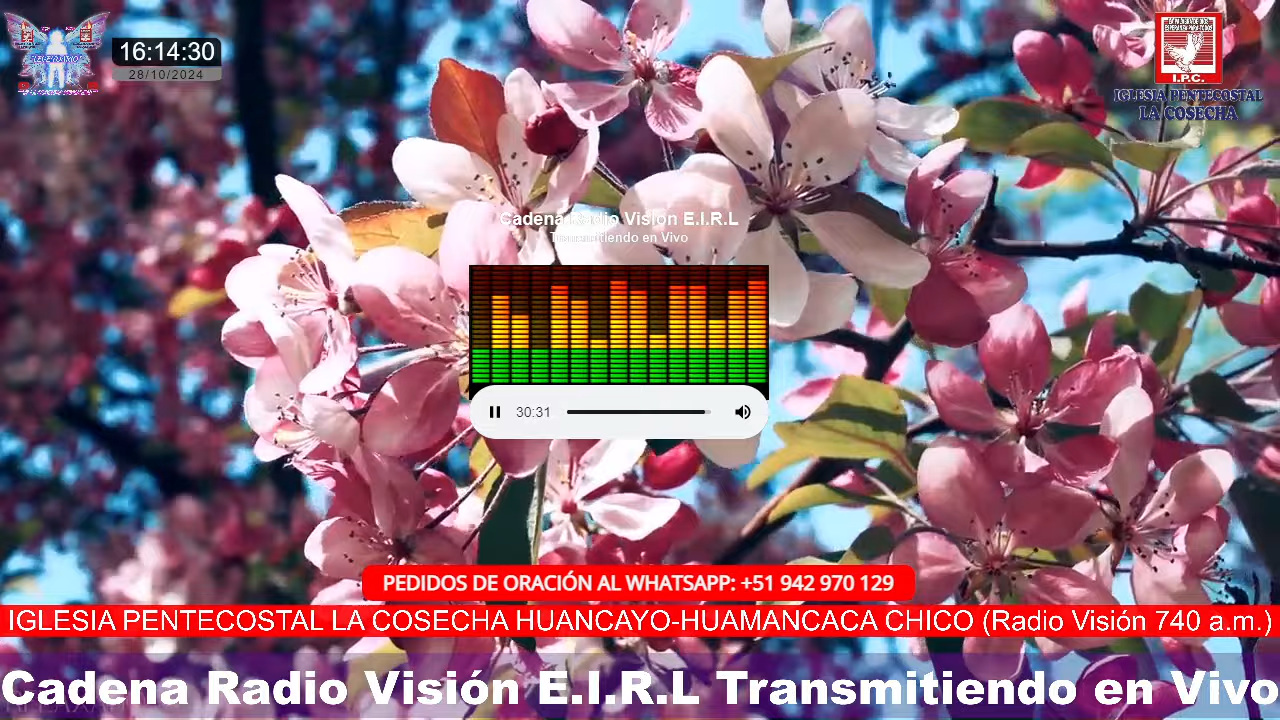 16:14:30
28/10/2024
I.P.C.
IGLESIA PENTECOSTAL
LA COSECHA
Cadena Radio Visión E.I.R.L
Transmitiendo en Vivo
30:31
PEDIDOS DE ORACIÓN AL WHATSAPP: +51 942 970 129
IGLESIA PENTECOSTAL LA COSECHA HUANCAYO-HUAMANCACA CHICO (Radio Visión 740 a.m.)
Cadena Radio Visión E.I.R.L Transmitiendo en Vivo